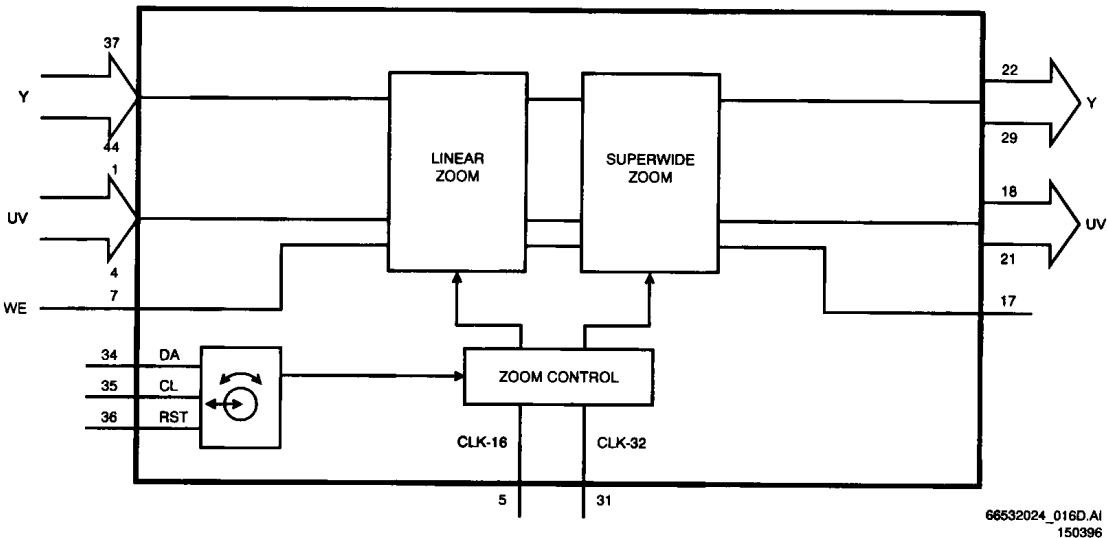 37
22
Y
Y
44
29
1
LINEAR
ZOOM
SUPERWIDE
ZOOM
18
UV
UV
4
21
7
WE
17
34
DA
35
CL
ZOOM CONTROL
36
RST
CLK-16
CLK-32
5
31
66532024_016D.AI
150396